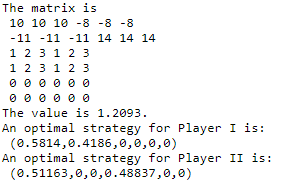 The matrix is
10 10 10 -8 -8 -8
-11 -11 -11 14 14 14
1 2 3 1 2 3
1 2 3 1 2 3
0 0 0 0 0 0
0 0 0 0 0 0
The value is 1.2093.
An optimal strategy for Player I is:
(0.5814,0.4186,0,0,0,0)
An optimal strategy for Player II is:
(0.51163,0,0,0.48837,0,0)